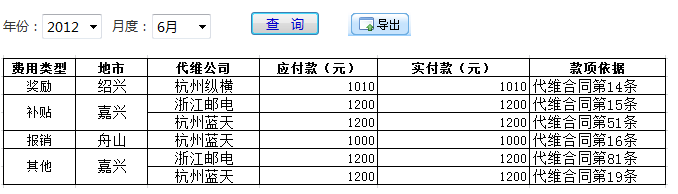 年份： 2012 月度： 6月 查 询 导出
费用类型 地市 代维公司 应付款（元） 实付款（元） 款项依据
奖励 绍兴 杭州纵横 1010 1010 代维合同第14条
补贴 嘉兴 浙江邮电 1200 1200 代维合同第15条
杭州蓝天 1200 1200 代维合同第51条
报销 舟山 杭州蓝天 1000 1000 代维合同第16条
其他 嘉兴 浙江邮电 1200 1200 代维合同第81条
杭州蓝天 1200 1200 代维合同第19条